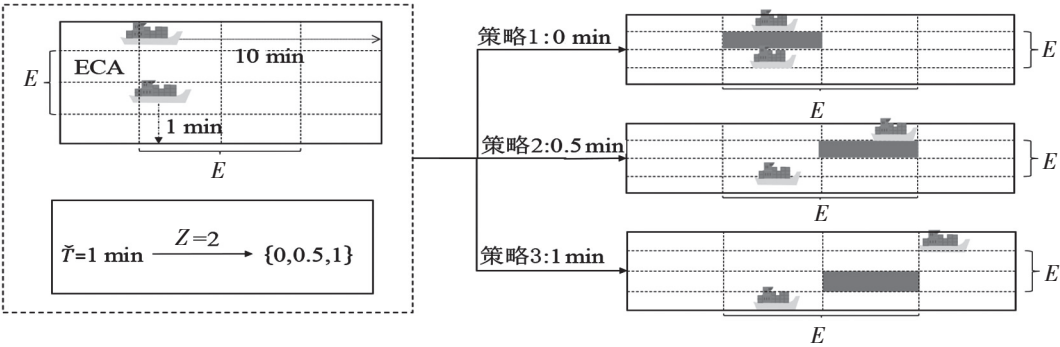 10 min
ECA
E
1 min
E
Ť=1 min
Z=2
{0,0.5,1}
策略1:0 min
E
E
策略2:0.5 min
E
E
策略3:1 min
E
E